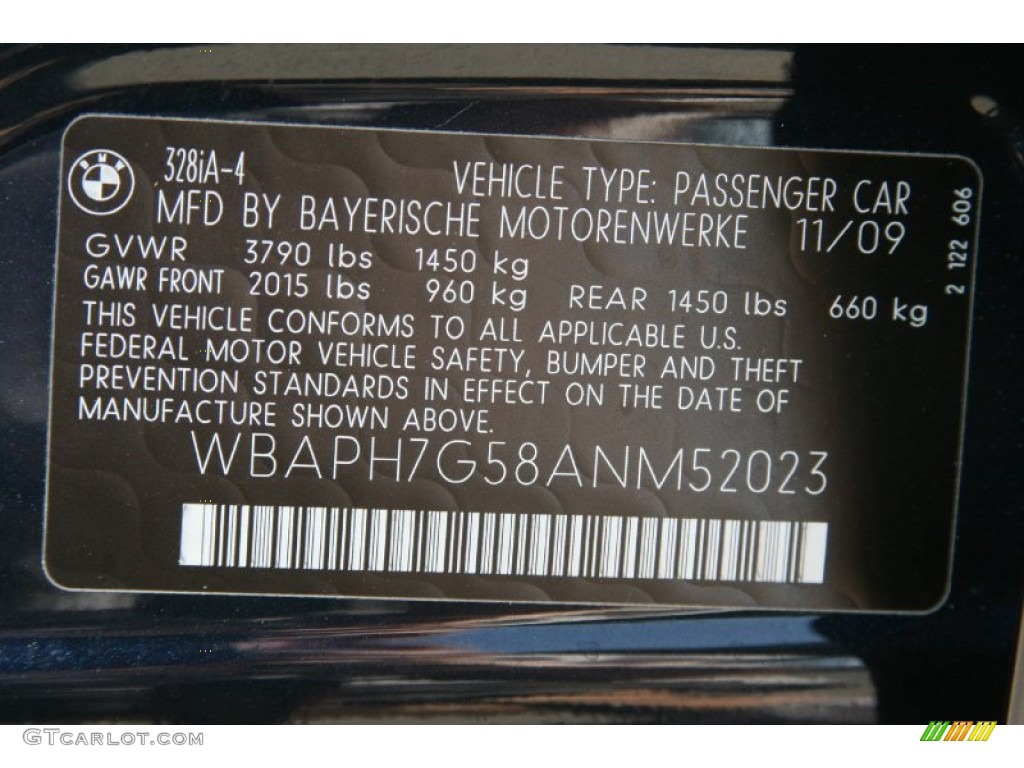 BMW
328iA-4
VEHICLE TYPE: PASSENGER CAR
MFD BY BAYERISCHE MOTORENWERKE 11/09
GVWR 3790 lbs 1450 kg
GAWR FRONT 2015 lbs 960 kg REAR 1450 lbs 660 kg
THIS VEHICLE CONFORMS TO ALL APPLICABLE U.S.
FEDERAL MOTOR VEHICLE SAFETY, BUMPER AND THEFT
PREVENTION STANDARDS IN EFFECT ON THE DATE OF
MANUFACTURE SHOWN ABOVE.
WBAPH7G58ANM52023
2 122 606
GTcarlot.com